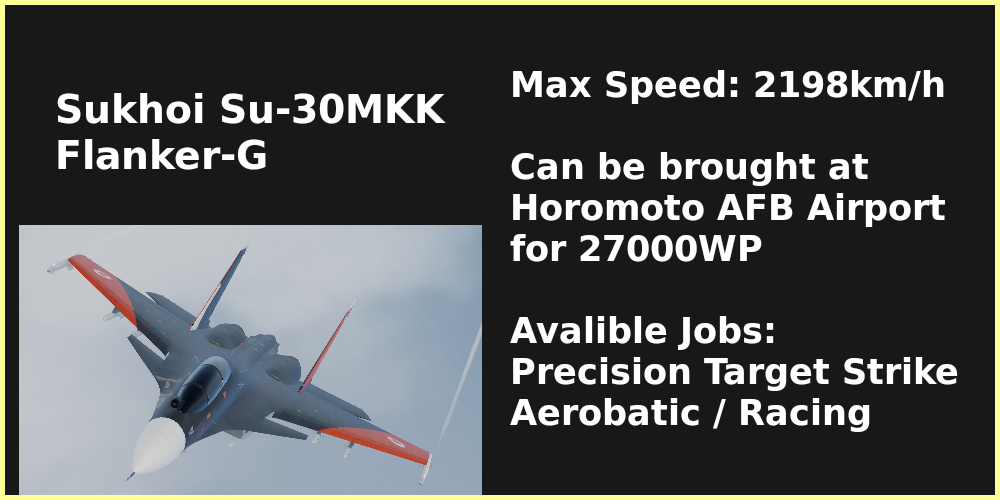 Sukhoi Su-30MKK
Flanker-G
Max Speed: 2198km/h
Can be brought at
Horomoto AFB Airport
for 27000WP
Avalible Jobs:
Precision Target Strike
Aerobatic / Racing